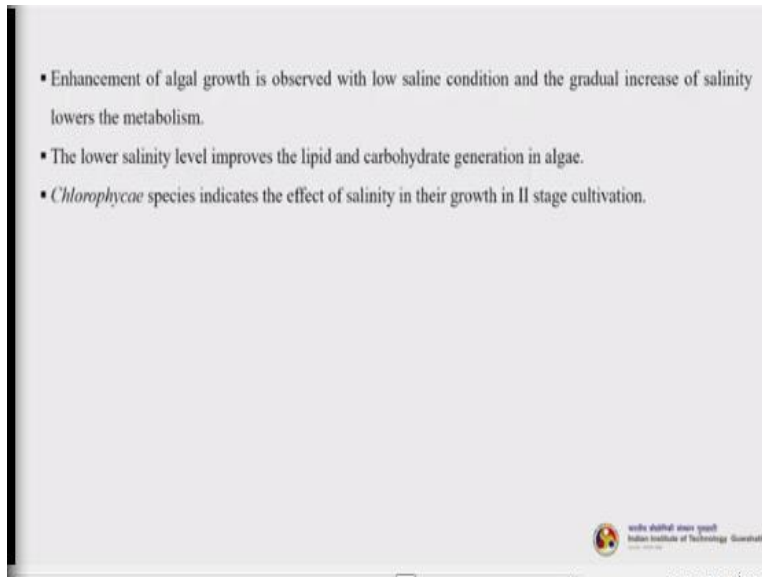 ▪ Enhancement of algal growth is observed with low saline condition and the gradual increase of salinity
lowers the metabolism.
▪ The lower salinity level improves the lipid and carbohydrate generation in algae.
▪ Chlorophycae species indicates the effect of salinity in their growth in II stage cultivation.
Indian Institute of Technology Guwahati